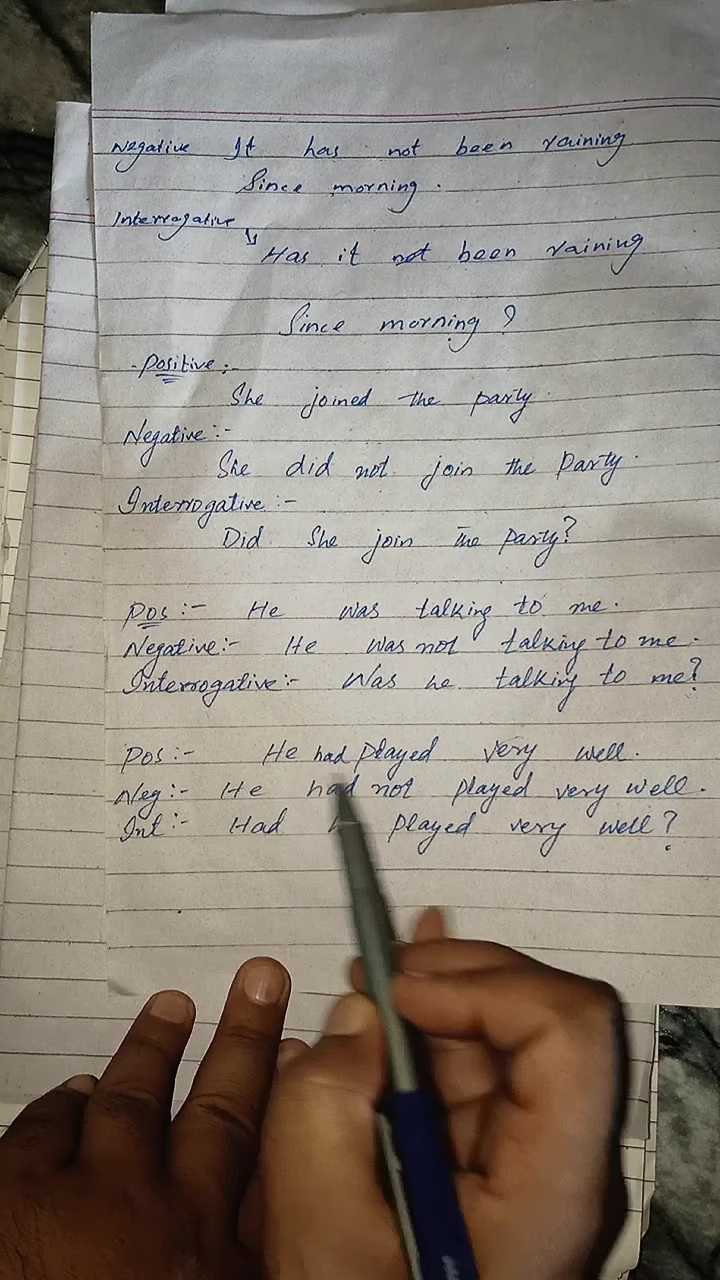 Negative It has not been raining
Since morning.
Interrogative
Has it not been raining
Since morning?
Positive:-
She joined the party.
Negative:-
She did not join the Party.
Interrogative:-
Did She join the party?
Pos:- He was talking to me.
Negative:- He was not talking to me.
Interrogative:- Was he talking to me?
Pos:- He had played very well.
Neg:- He had not played very well.
Int:- Had played very well?